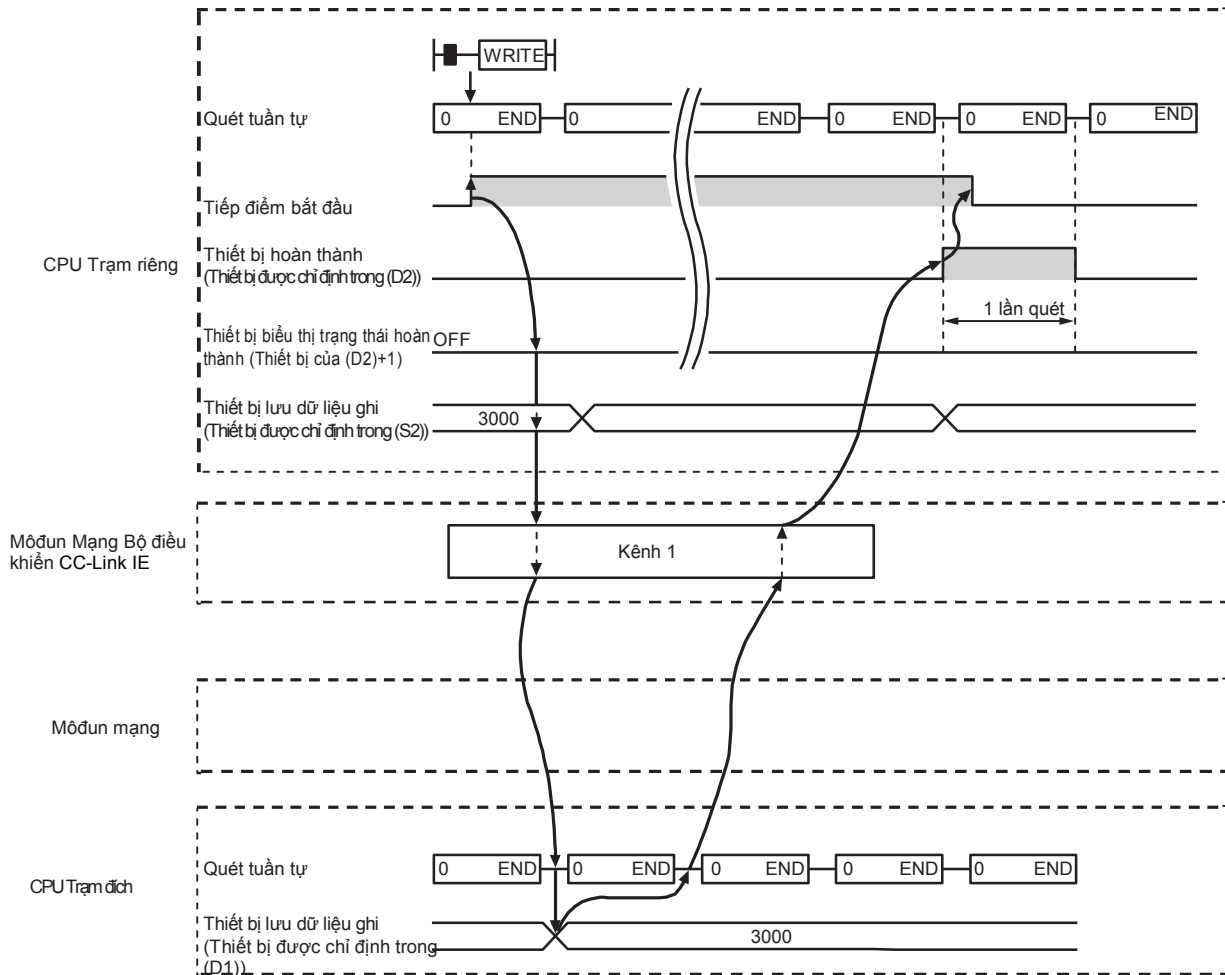 WRITE
Quét tuần tự
0 END 0 END 0 END 0 END 0 END
Tiếp điểm bắt đầu
CPU Trạm riêng
Thiết bị hoàn thành
(Thiết bị được chỉ định trong (D2))
1 lần quét
Thiết bị biểu thị trạng thái hoàn OFF
thành (Thiết bị của (D2)+1)
Thiết bị lưu dữ liệu ghi
(Thiết bị được chỉ định trong (S2))
3000
Môđun Mạng Bộ điều
khiển CC-Link IE
Kênh 1
Môđun mạng
CPU Trạm đích
Quét tuần tự
0 END 0 END 0 END 0 END 0 END
Thiết bị lưu dữ liệu ghi
(Thiết bị được chỉ định trong
(D1))
3000